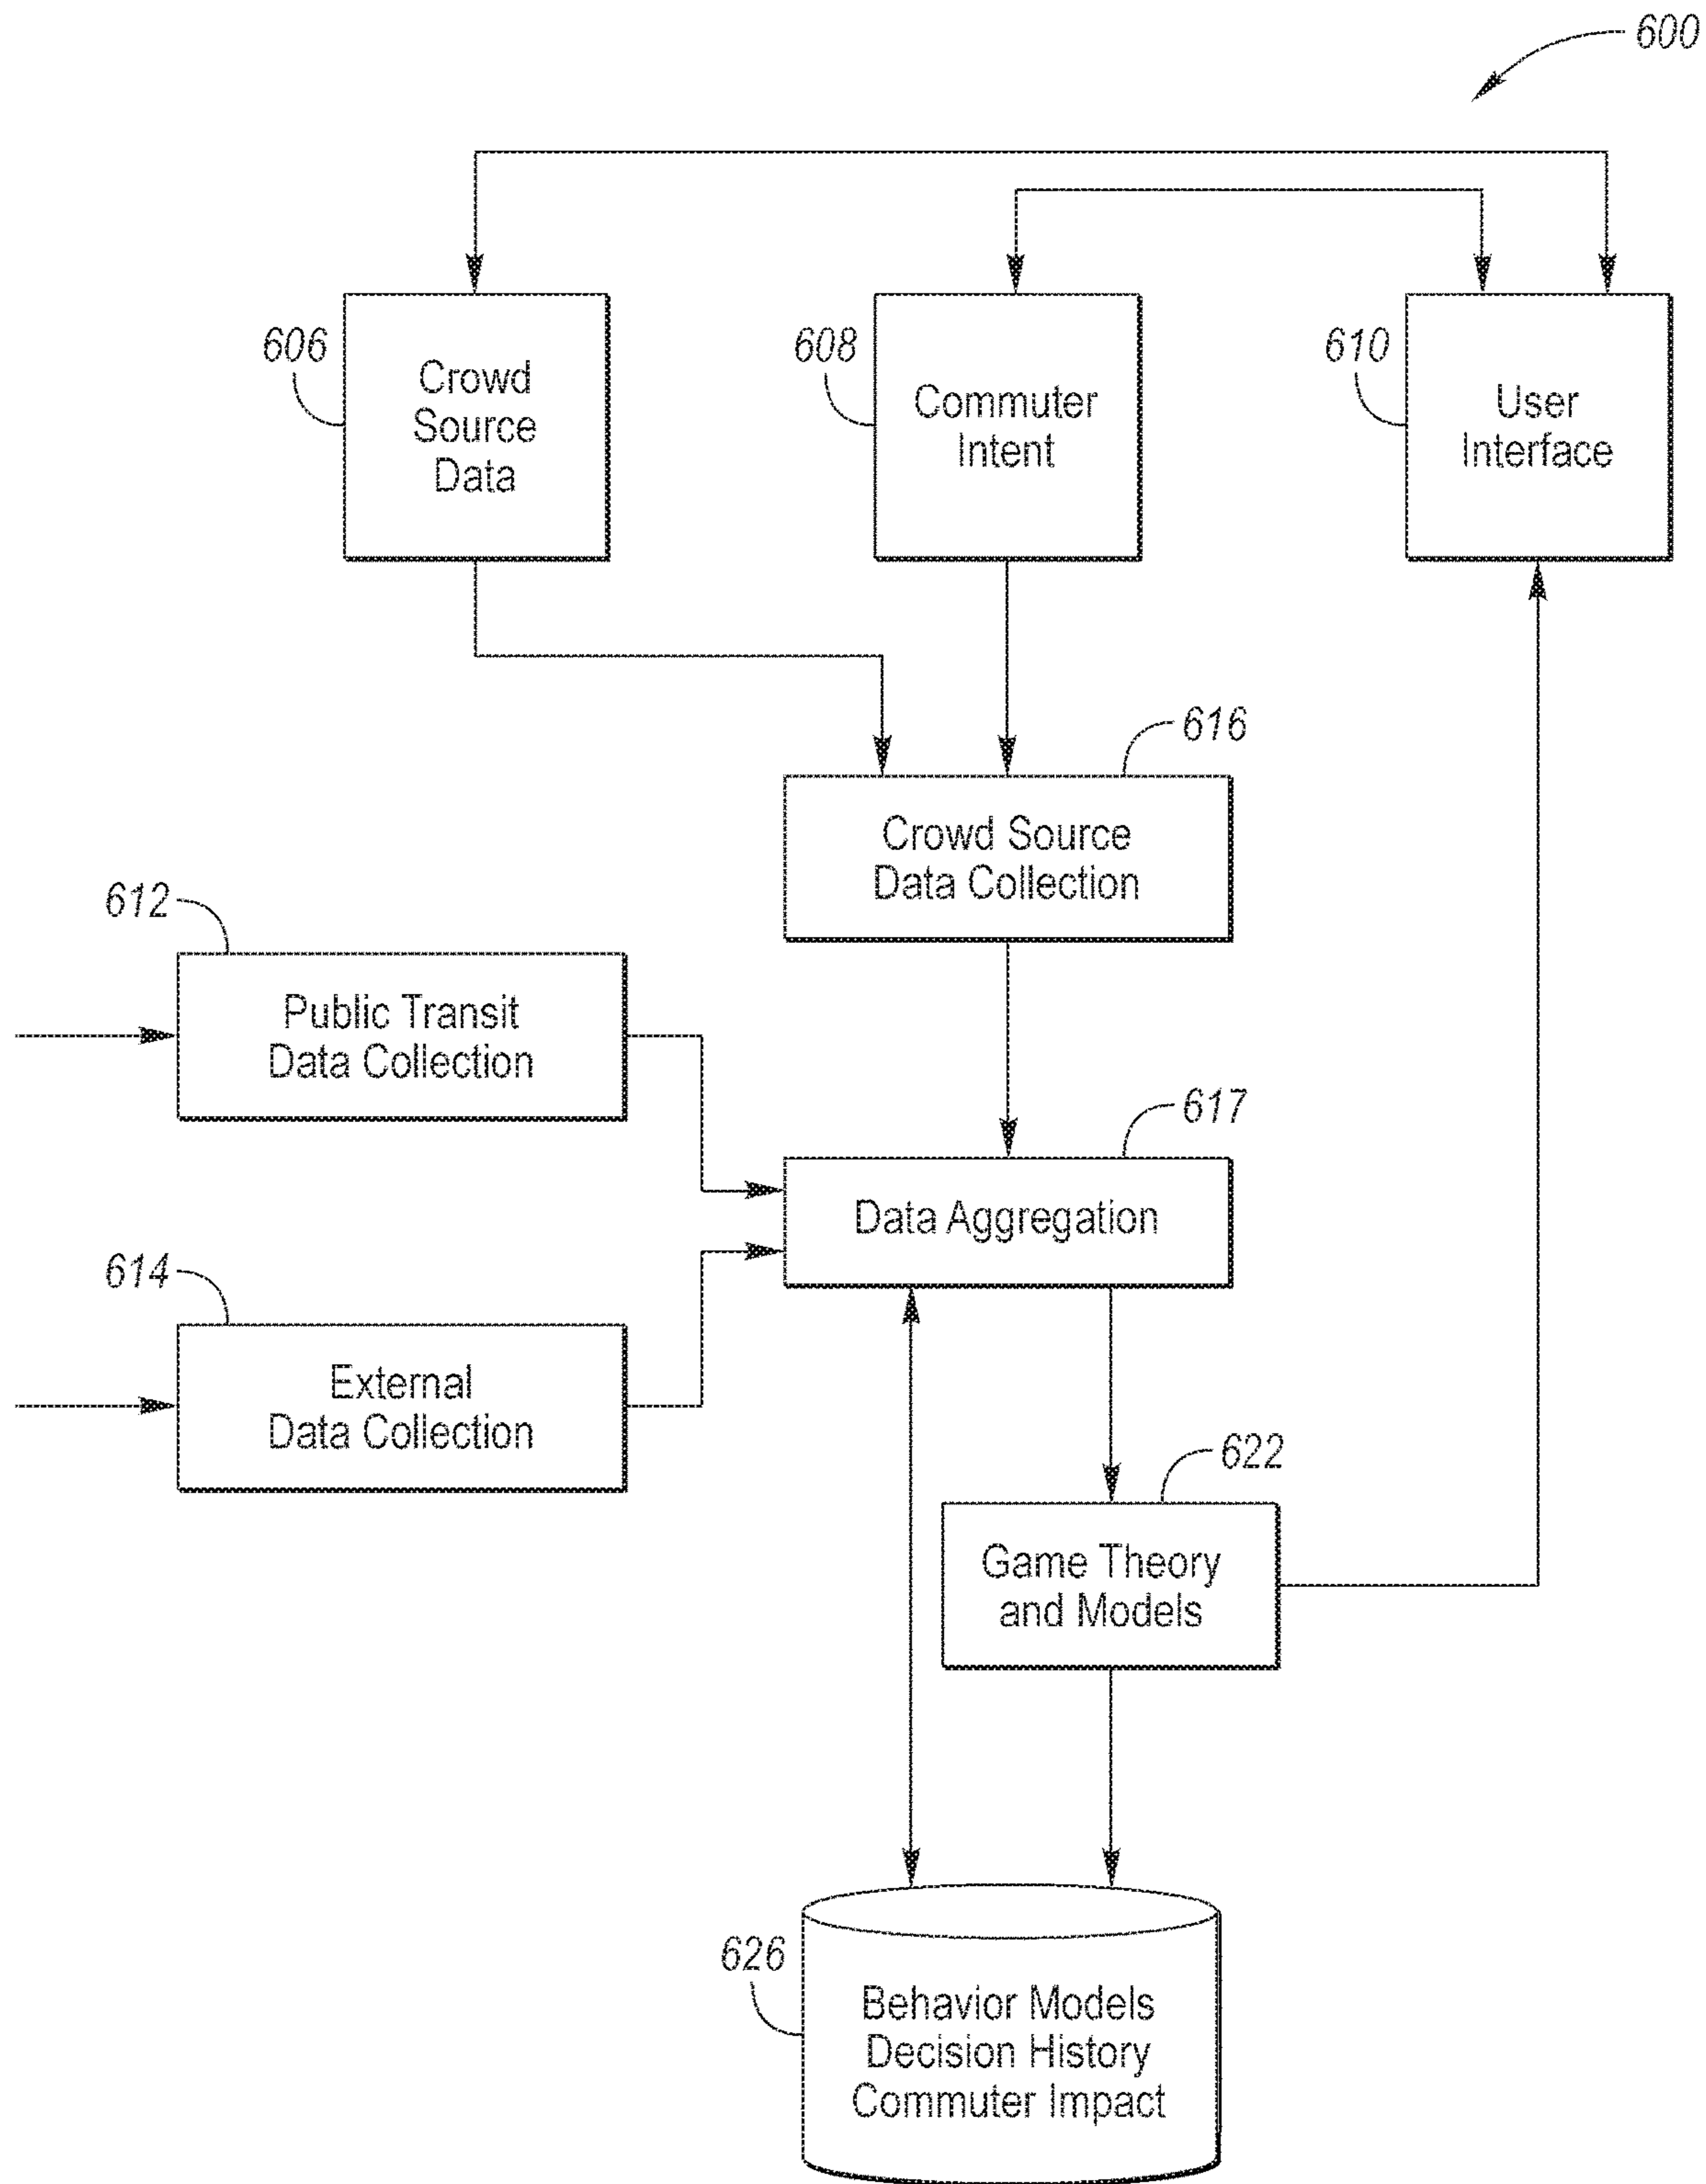 600
606
Crowd
Source
Data
608
Commuter
Intent
610
User
Interface
616
Crowd Source
Data Collection
612
Public Transit
Data Collection
617
Data Aggregation
614
External
Data Collection
622
Game Theory
and Models
626
Behavior Models
Decision History
Commuter Impact